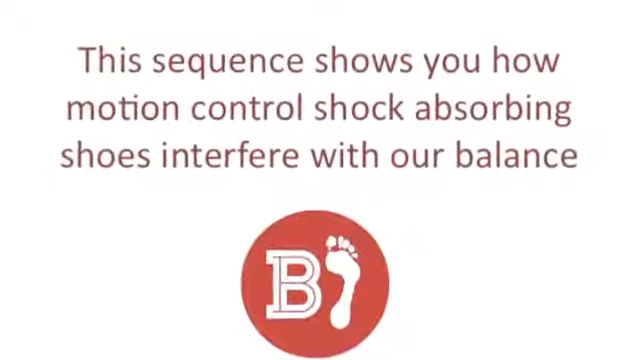 This sequence shows you how
motion control shock absorbing
shoes interfere with our balance
B